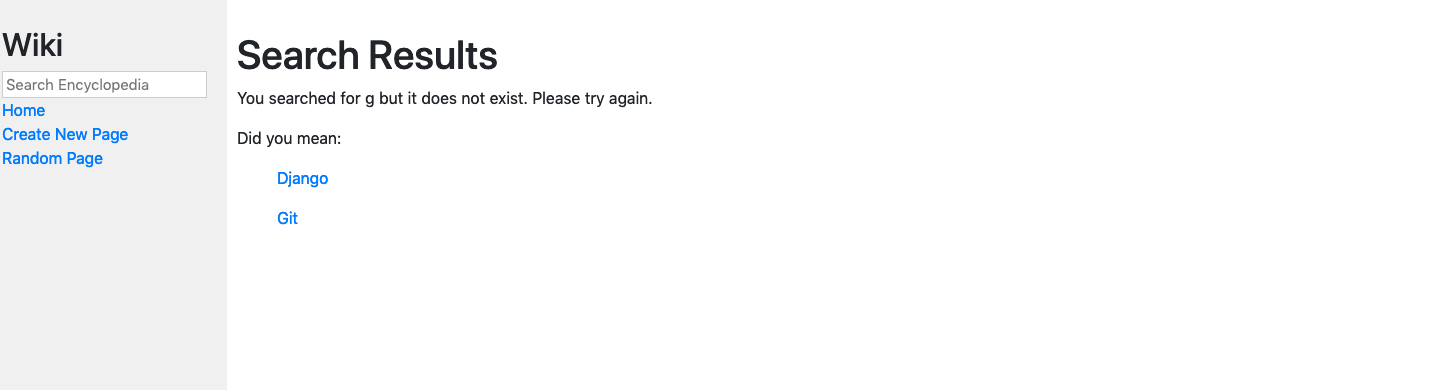 Wiki
Search Encyclopedia
Home
Create New Page
Random Page
Search Results
You searched for g but it does not exist. Please try again.
Did you mean:
Django
Git